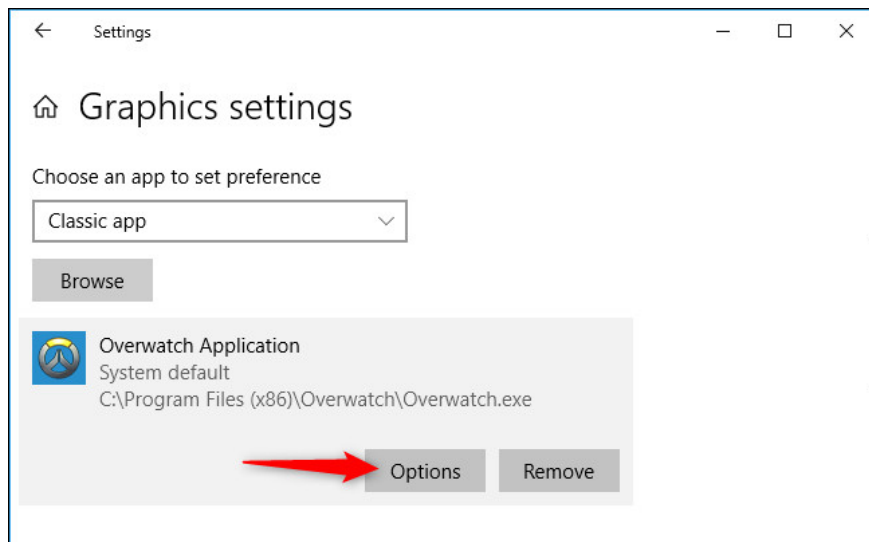 Settings
Graphics settings
Choose an app to set preference
Classic app
Browse
Overwatch Application
System default
C:\Program Files (x86)\Overwatch\Overwatch.exe
Options Remove